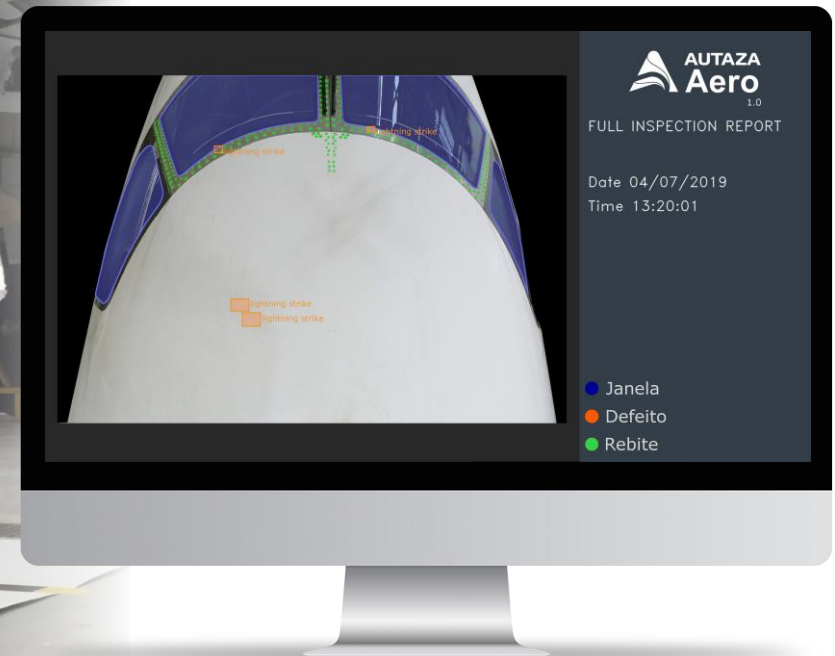 AUTAZA
Aero
1.0
FULL INSPECTION REPORT
Date 04/07/2019
Time 13:20:01
lightning strike
lightning strike
lightning strike
lightning strike
Janela
Defeito
Rebite